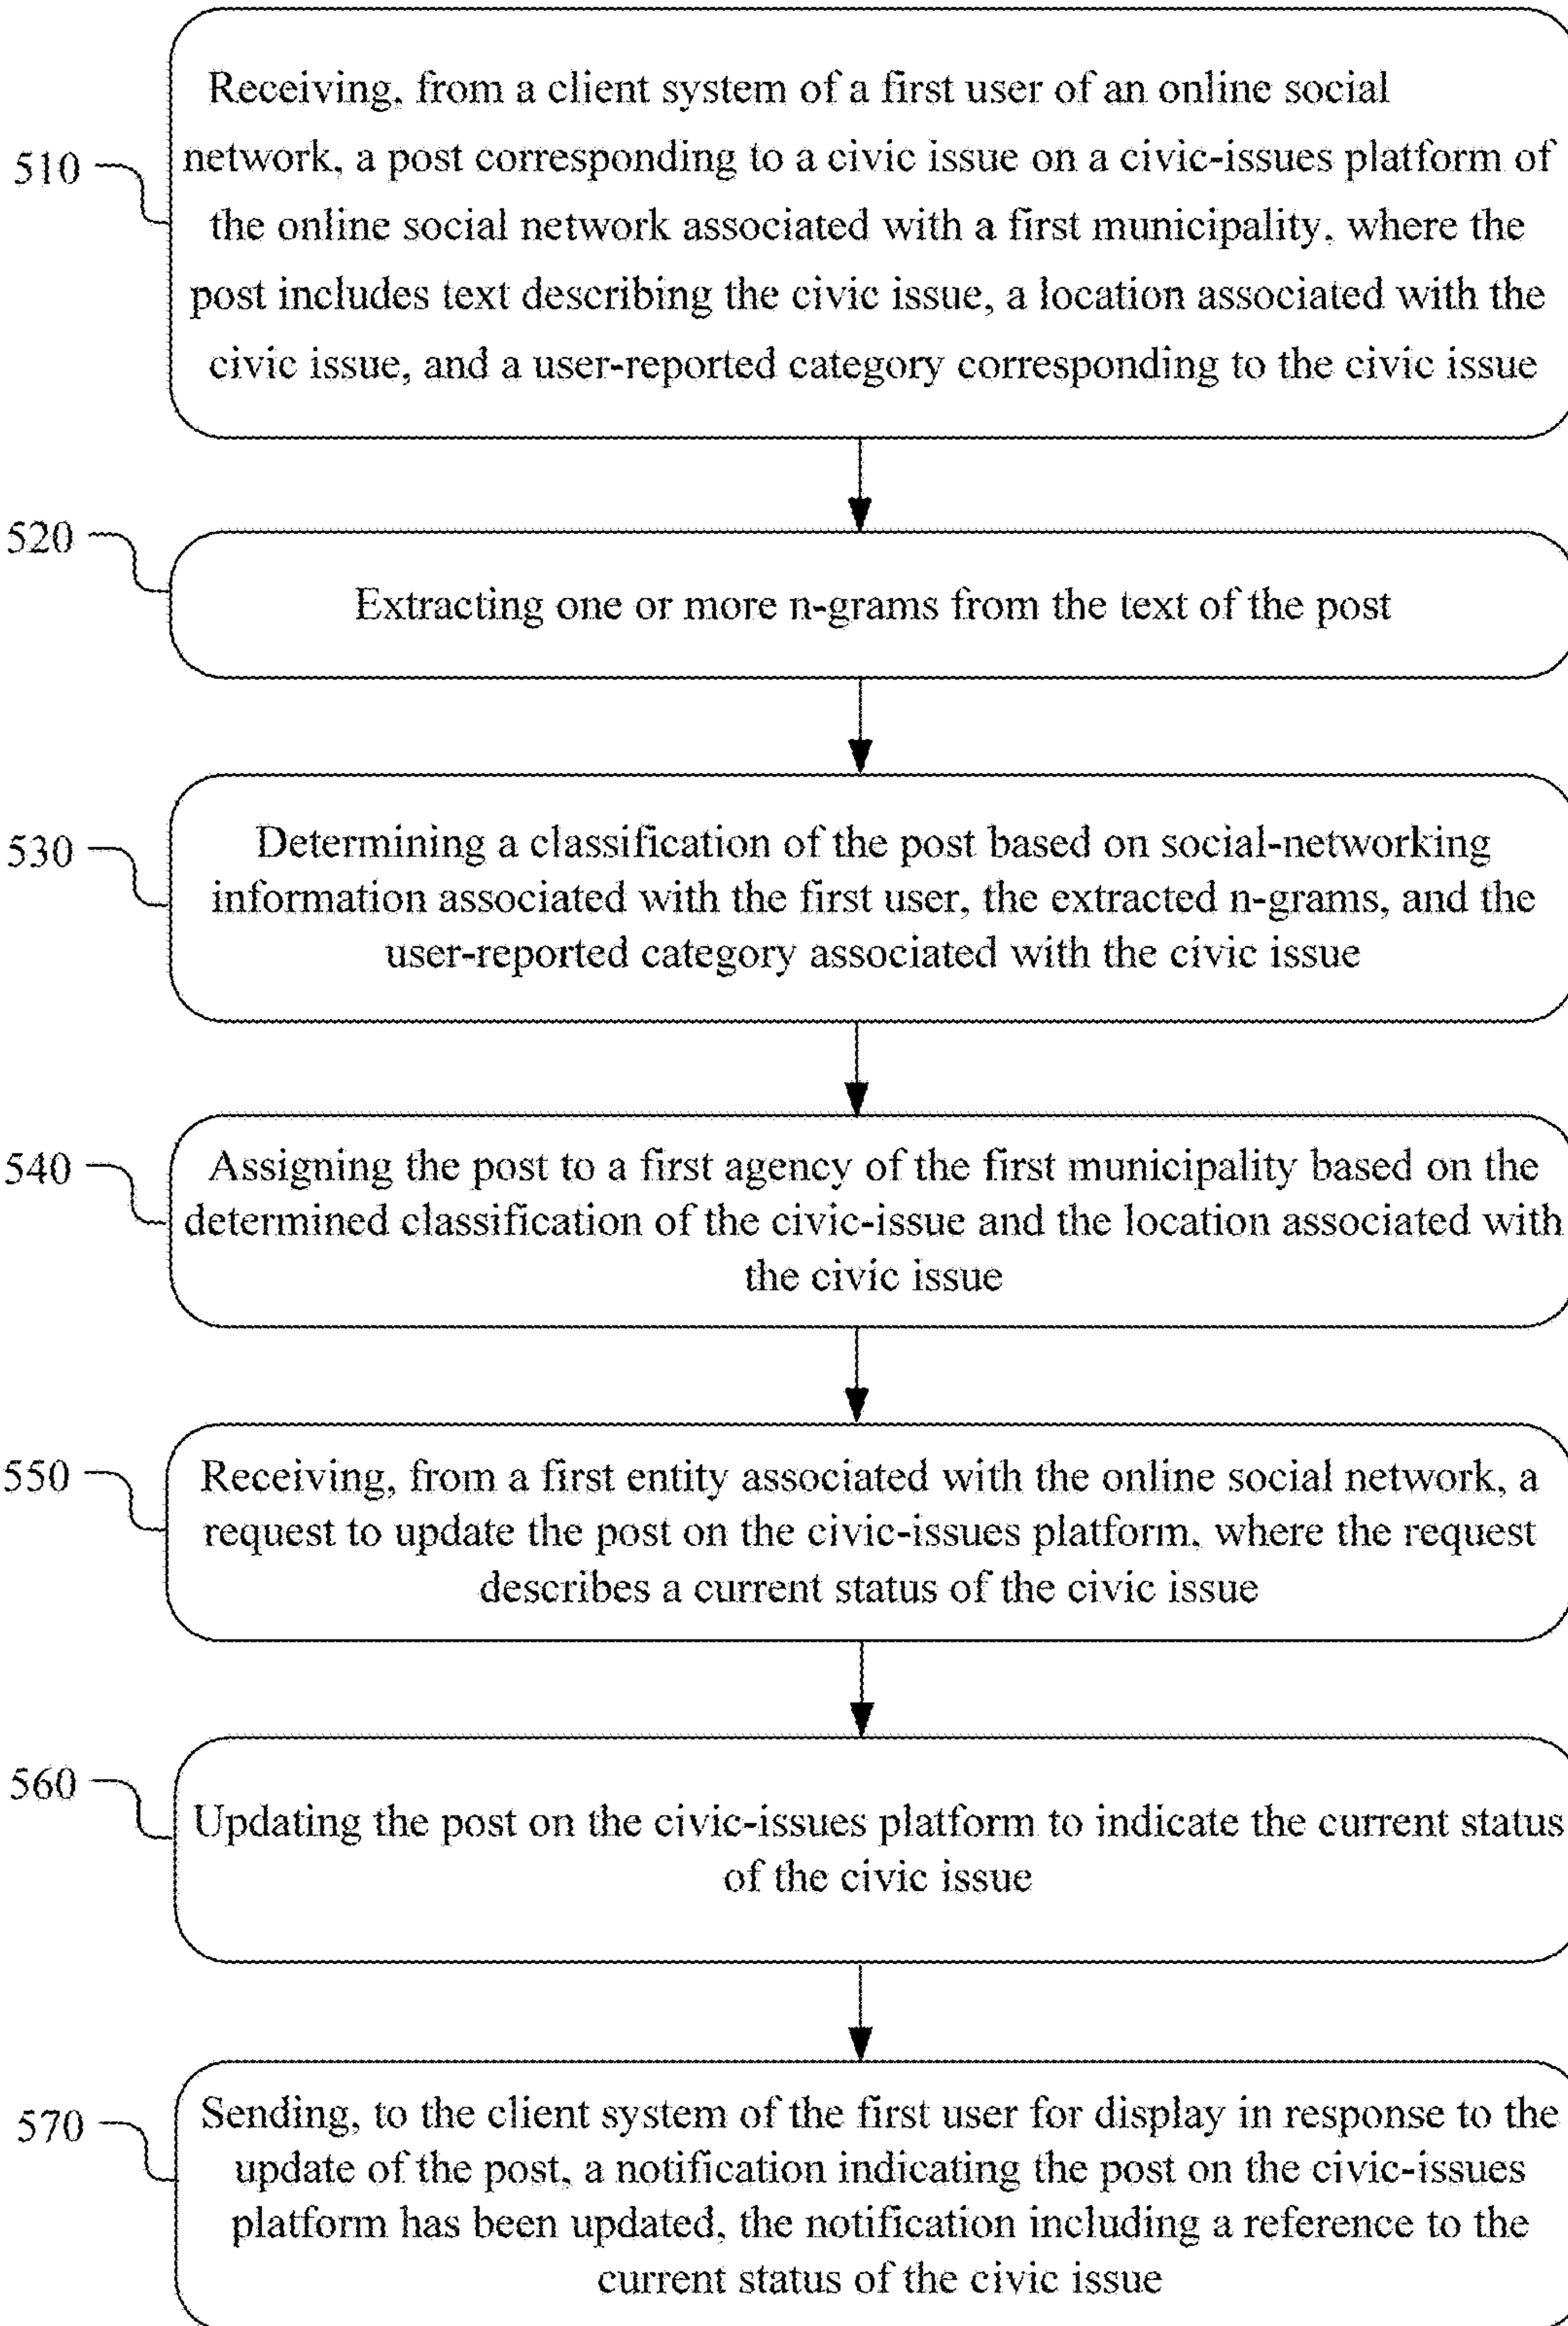 Receiving, from a client system of a first user of an online social
510
network, a post corresponding to a civic issue on a civic-issues platform of
the online social network associated with a first municipality, where the
post includes text describing the civic issue, a location associated with the
civic issue, and a user-reported category corresponding to the civic issue
520
Extracting one or more n-grams from the text of the post
530
Determining a classification of the post based on social-networking
information associated with the first user, the extracted n-grams, and the
user-reported category associated with the civic issue
540
Assigning the post to a first agency of the first municipality based on the
determined classification of the civic-issue and the location associated with
the civic issue
550
Receiving, from a first entity associated with the online social network, a
request to update the post on the civic-issues platform, where the request
describes a current status of the civic issue
560
Updating the post on the civic-issues platform to indicate the current status
of the civic issue
570
Sending, to the client system of the first user for display in response to the
update of the post, a notification indicating the post on the civic-issues
platform has been updated, the notification including a reference to the
current status of the civic issue